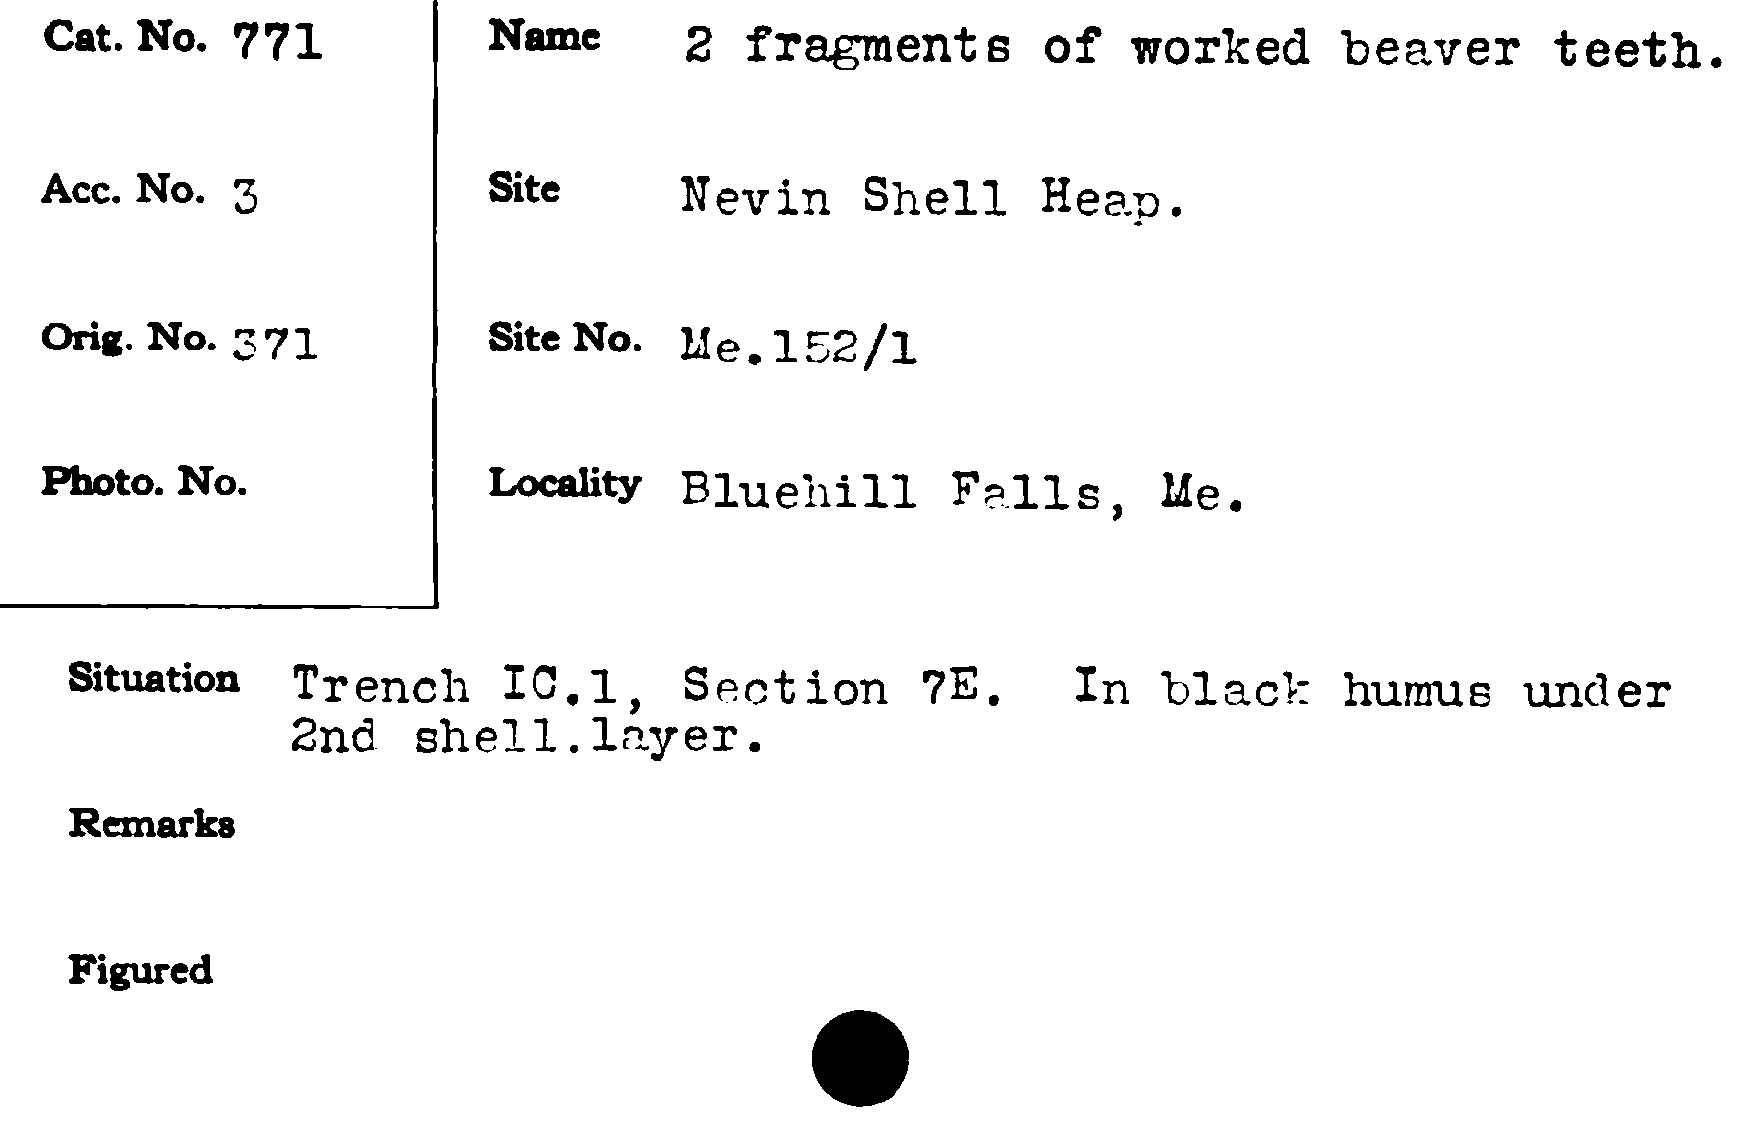 Cat. No. 771
Name 2 fragments of worked beaver teeth.
Acc. No. 3
Site Nevin Shell Heap.
Orig. No. 371
Site No. Me.152/1
Photo. No.
Locality Bluehill Falls, Me.
Situation Trench IC.1, Section 7E. In black humus under
2nd shell.layer.
Remarks
Figured